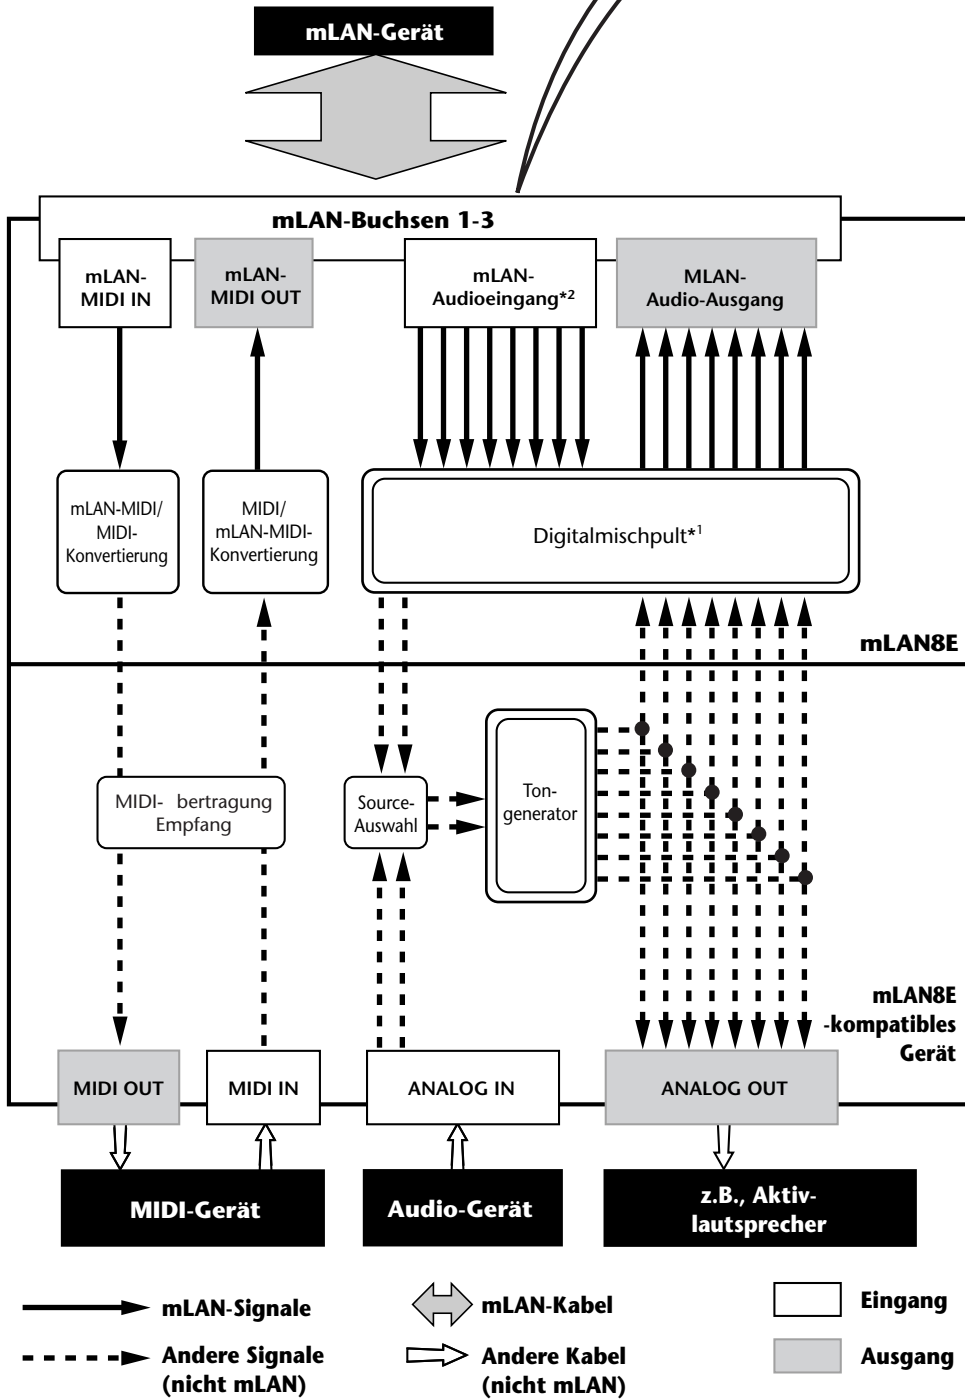 mLAN-Gerät
mLAN-Buchsen 1-3
mLAN-
MIDI IN
mLAN-
MIDI OUT
mLAN-
Audioeingang*2
MLAN-
Audio-Ausgang
mLAN-MIDI/
MIDI-
Konvertierung
MIDI/
mLAN-MIDI-
Konvertierung
Digitalmischpult*1
mLAN8E
MIDI- bertragung
Empfang
Source-
Auswahl
Ton-
generator
mLAN8E
-kompatibles
Gerät
MIDI OUT
MIDI IN
ANALOG IN
ANALOG OUT
MIDI-Gerät
Audio-Gerät
z.B., Aktiv-
lautsprecher
mLAN-Signale
mLAN-Kabel
Eingang
Andere Signale
(nicht mLAN)
Andere Kabel
(nicht mLAN)
Ausgang